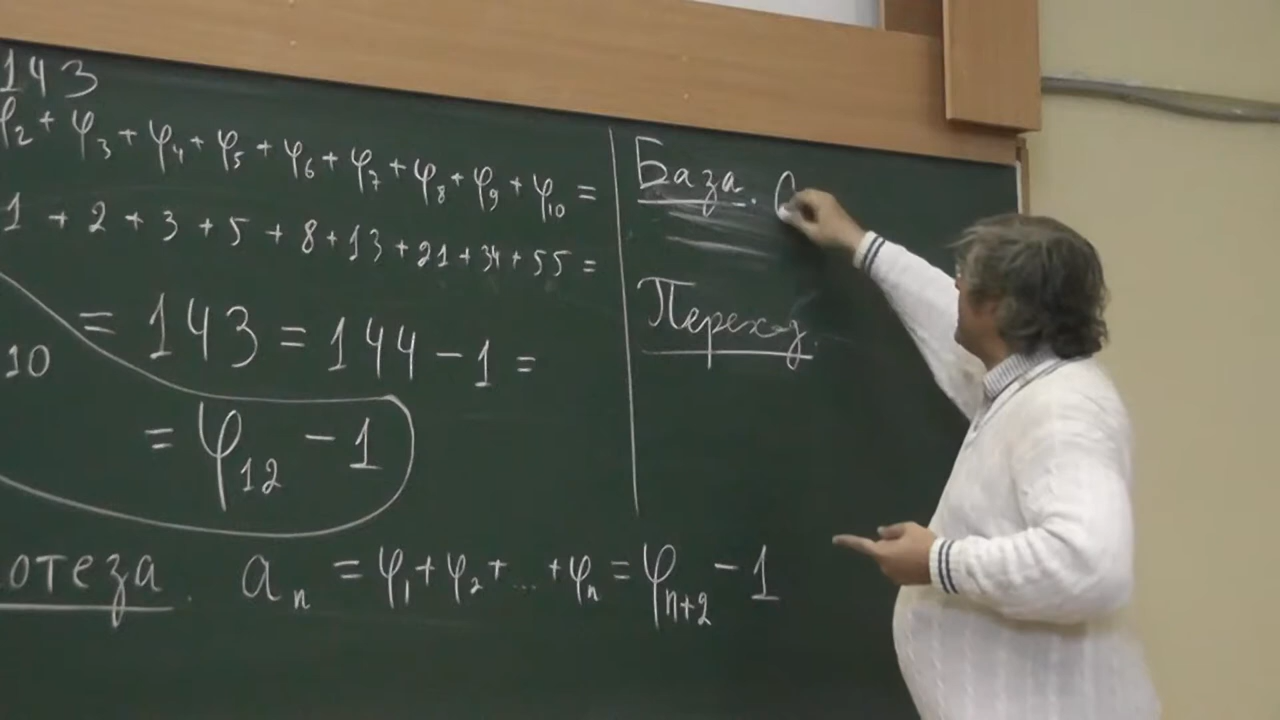 143
φ₂ + φ₃ + φ₄ + φ₅ + φ₆ + φ₇ + φ₈ + φ₉ + φ₁₀ =
1 + 2 + 3 + 5 + 8 + 13 + 21 + 34 + 55 =
= 143 = 144 − 1 =
10
= φ₁₂ − 1
отеза. aₙ = φ₁ + φ₂ + ... + φₙ = φₙ₊₂ − 1
База.
Переход.